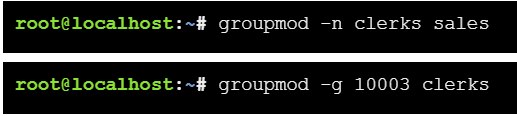 root@localhost:~# groupmod -n clerks sales
root@localhost:~# groupmod -g 10003 clerks